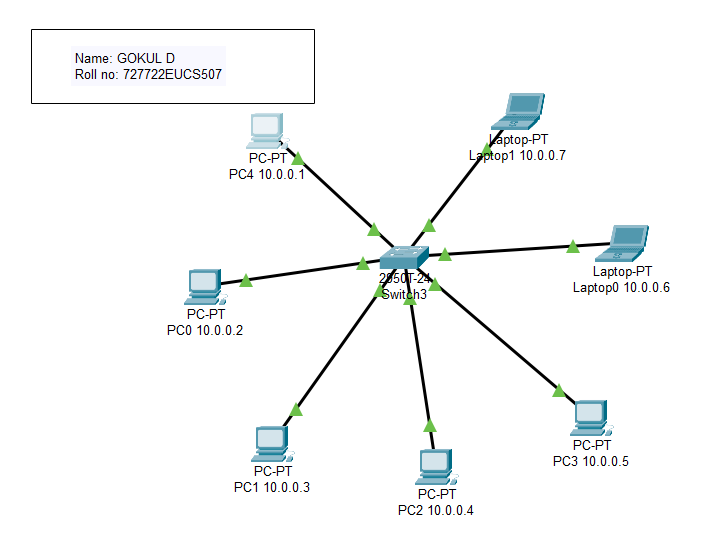 Name: GOKUL D
Roll no: 727722EUCS507
PC-PT
PC4 10.0.0.1
Laptop-PT
Laptop1 10.0.0.7
2950T-24
Switch3
Laptop-PT
Laptop0 10.0.0.6
PC-PT
PC0 10.0.0.2
PC-PT
PC3 10.0.0.5
PC-PT
PC1 10.0.0.3
PC-PT
PC2 10.0.0.4